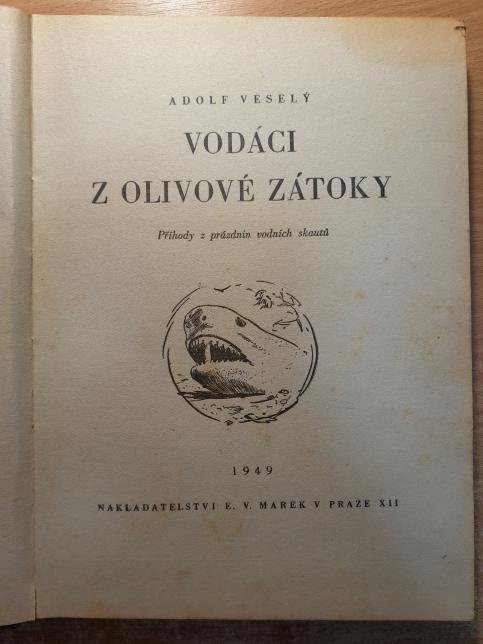 ADOLF VESELÝ
VODÁCI
Z OLIVOVÉ ZÁTOKY
Příhody z prázdnin vodních skautů
1949
NAKLADATELSTVÍ E. V. MAREK V PRAZE XII